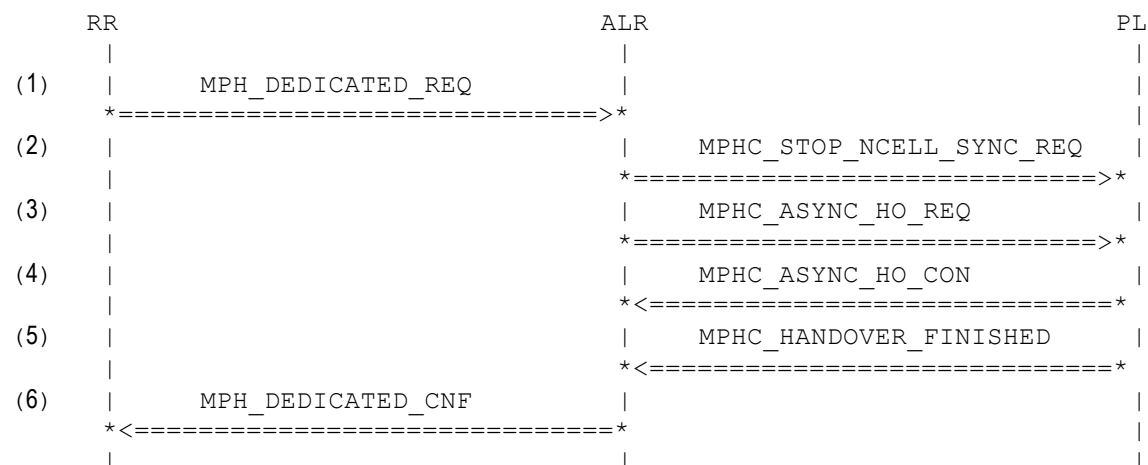 RR ALR PL
(1) MPH_DEDICATED_REQ
(2) MPHC_STOP_NCELL_SYNC_REQ
(3) MPHC_ASYNC_HO_REQ
(4) MPHC_ASYNC_HO_CON
(5) MPHC_HANDOVER_FINISHED
(6) MPH_DEDICATED_CNF